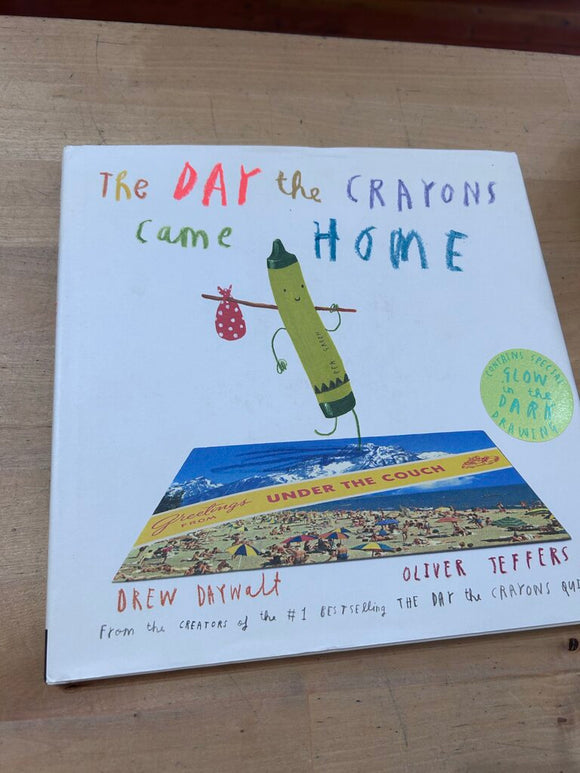 The DAY the CRAYONS
Came HOME
PEA GREEN
CONTAINS SPECIAL
GLOW
in the
DARK
DRAWING
Greetings
FROM
UNDER THE COUCH
DREW DAYWALT
OLIVER JEFFERS
From the CREATORS of the #1 BESTSELLING THE DAY the CRAYONS QUI